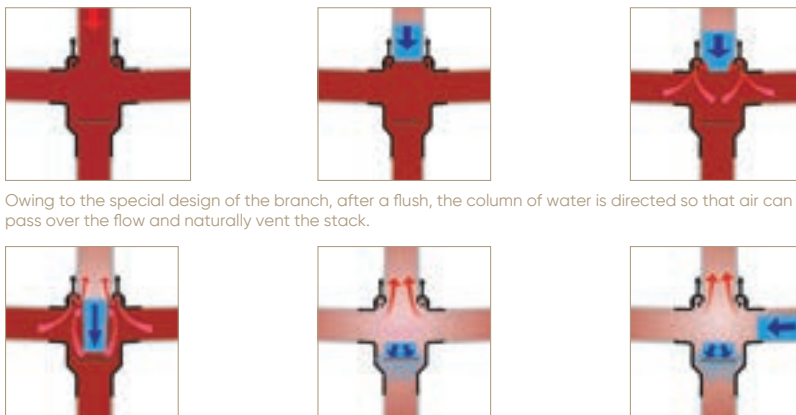 Owing to the special design of the branch, after a flush, the column of water is directed so that air can
pass over the flow and naturally vent the stack.